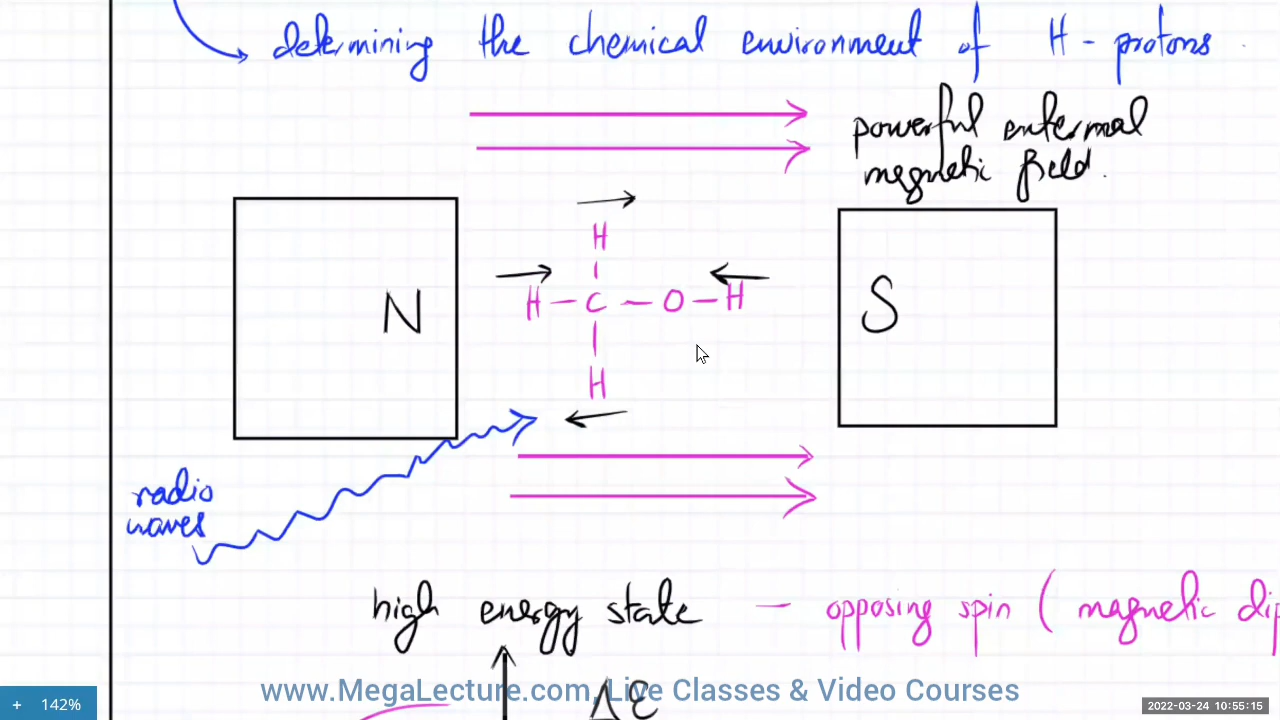 determining the chemical environment of H - protons
powerful external
magnetic field.
H
H - C - O - H
H
N
S
radio
waves
high energy state - opposing spin ( magnetic dip
ΔE
www.MegaLecture.com, Live Classes & Video Courses
+ 142%
2022-03-24 10:55:15